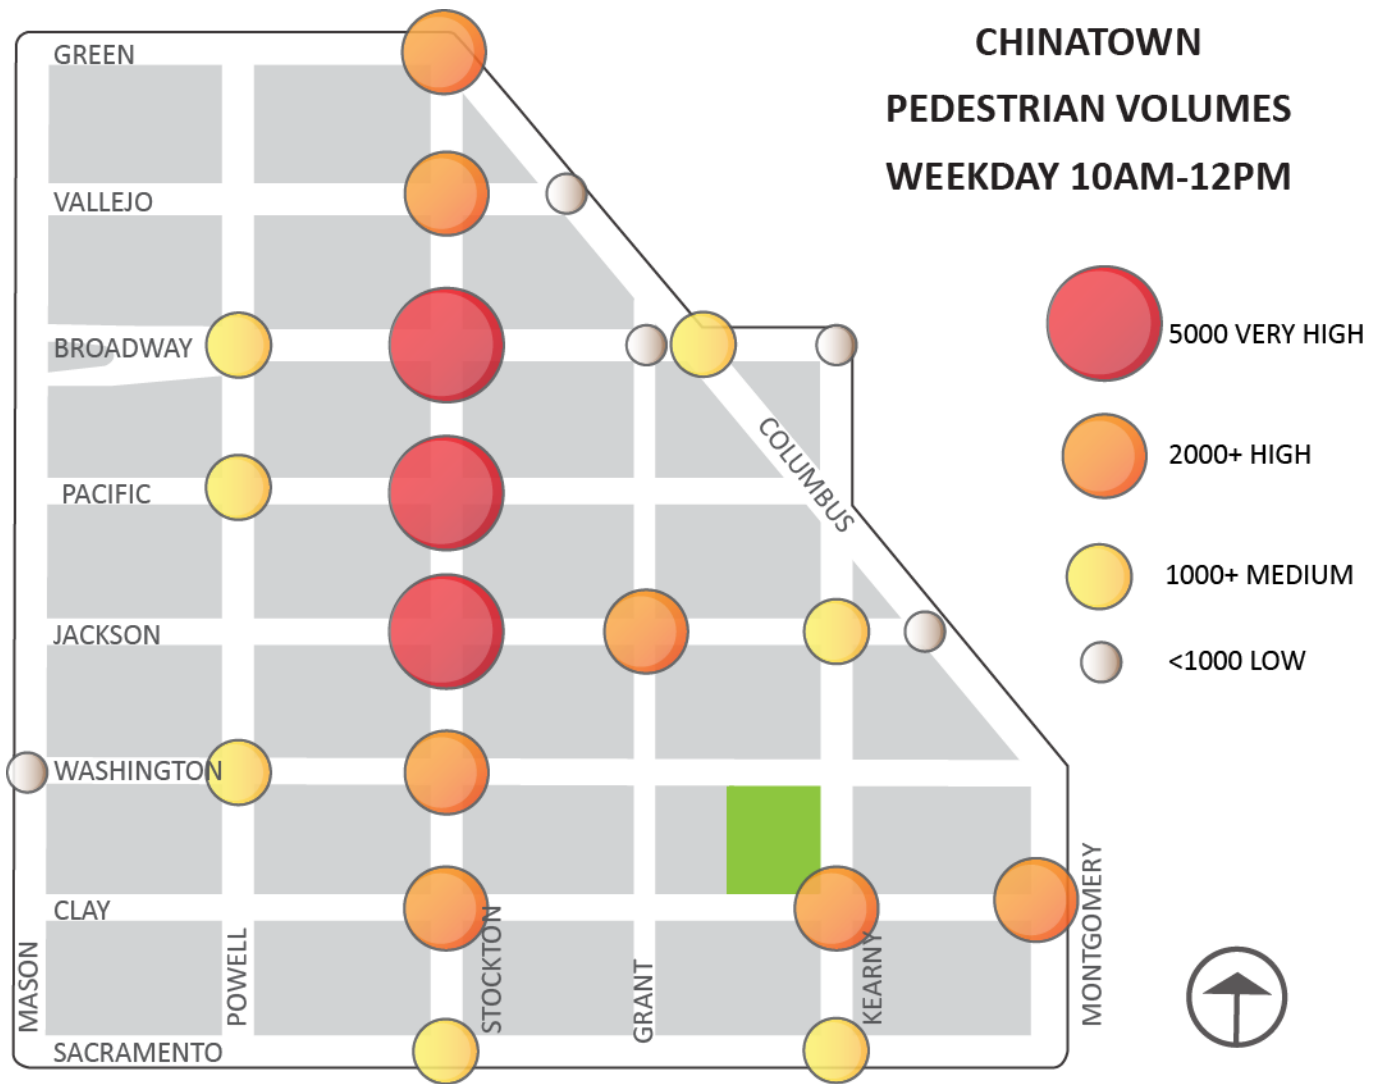 CHINATOWN
PEDESTRIAN VOLUMES
WEEKDAY 10AM-12PM
GREEN
VALLEJO
BROADWAY
PACIFIC
JACKSON
WASHINGTON
CLAY
SACRAMENTO
MASON
POWELL
STOCKTON
GRANT
KEARNY
MONTGOMERY
COLUMBUS
5000 VERY HIGH
2000+ HIGH
1000+ MEDIUM
<1000 LOW